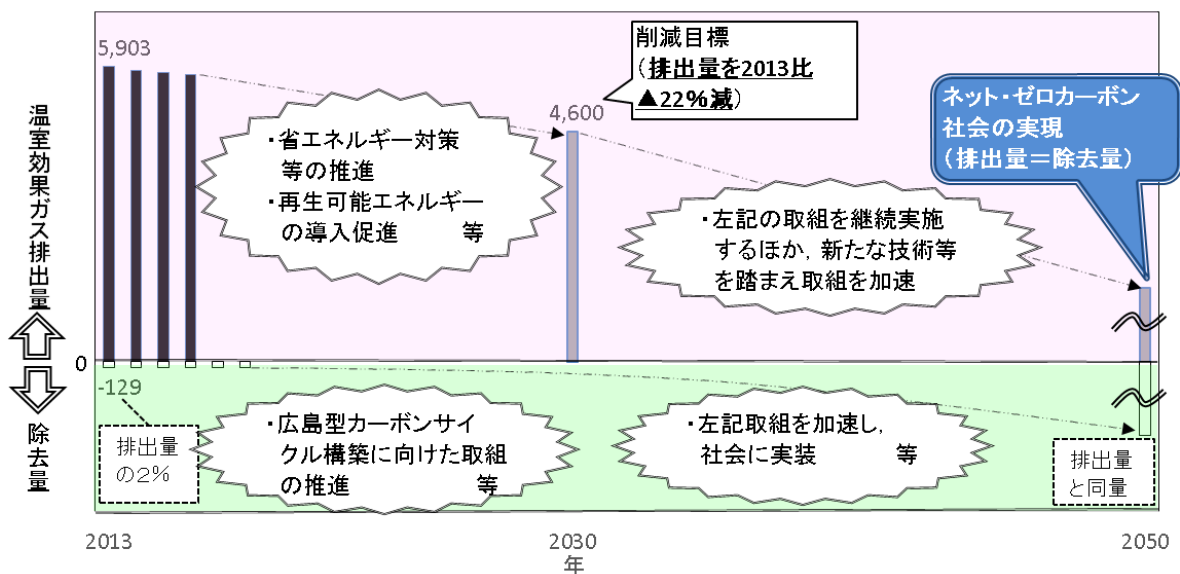 5,903
削減目標
（排出量を2013比
▲22％減）
4,600
ネット・ゼロカーボン
社会の実現
（排出量＝除去量）
・省エネルギー対策
等の推進
・再生可能エネルギー
の導入促進　　等
・左記の取組を継続実施
するほか，新たな技術等
を踏まえ取組を加速
温室効果ガス排出量
0
除去量
-129
排出量
の2%
・広島型カーボンサイ
クル構築に向けた取組
の推進　　等
・左記取組を加速し，
社会に実装　　等
排出量
と同量
2013
2030
2050
年